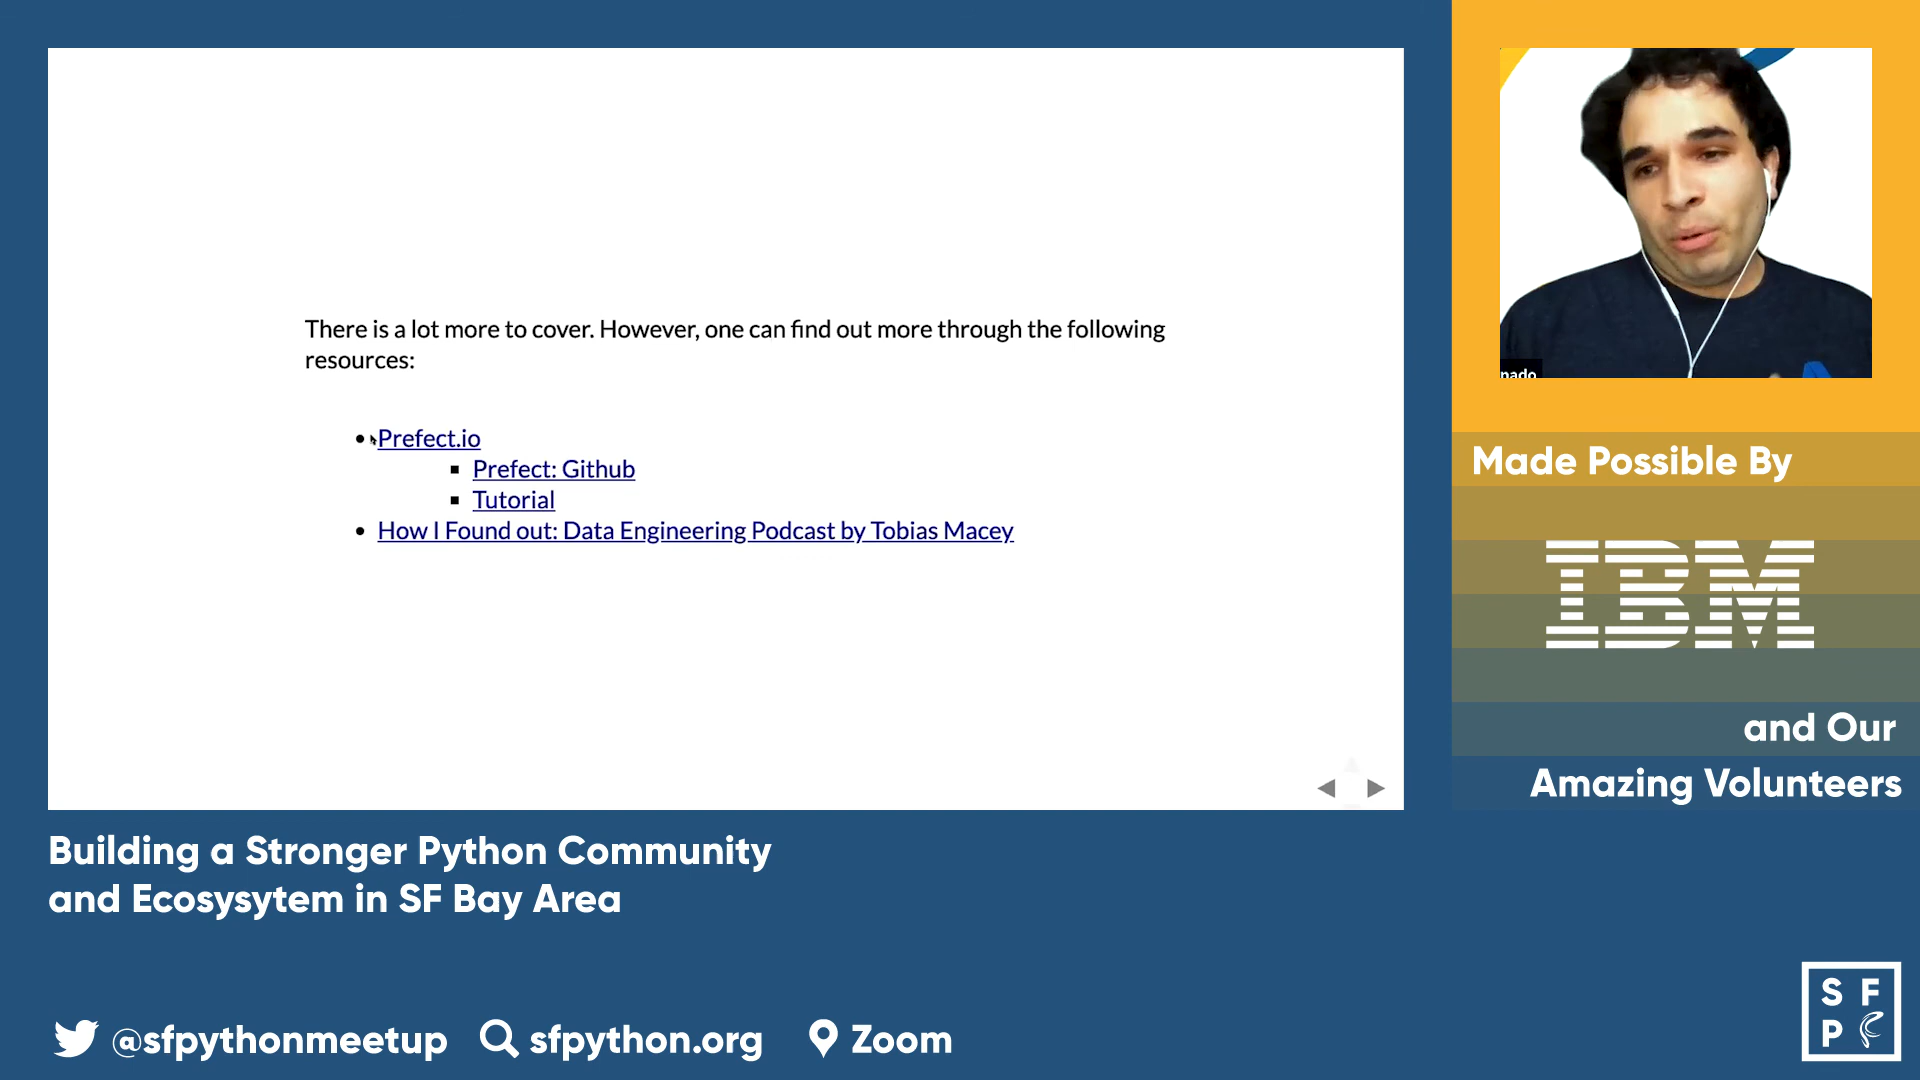 There is a lot more to cover. However, one can find out more through the following
resources:
Prefect.io
Prefect: Github
Tutorial
How I Found out: Data Engineering Podcast by Tobias Macey
nado
Made Possible By
IBM
and Our
Amazing Volunteers
Building a Stronger Python Community
and Ecosysytem in SF Bay Area
@sfpythonmeetup
sfpython.org
Zoom
S F
P